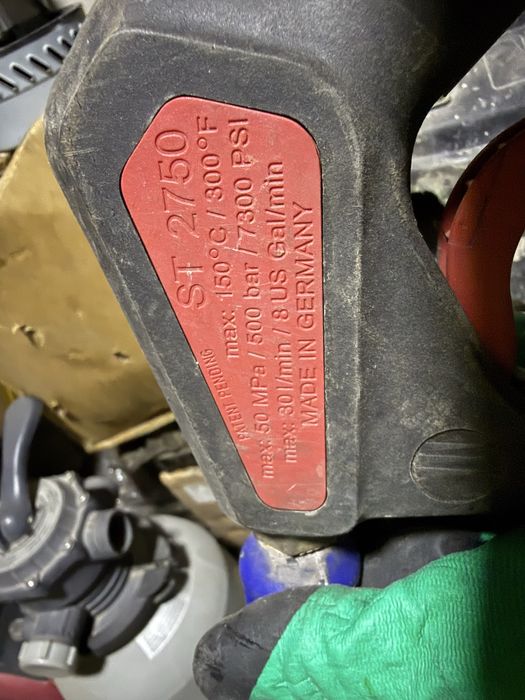 ST 2750
max: 150°C / 300°F
PATENT PENDING
max: 50 MPa / 500 bar / 7300 PSI
max: 30 l/min / 8 US Gal/min
MADE IN GERMANY